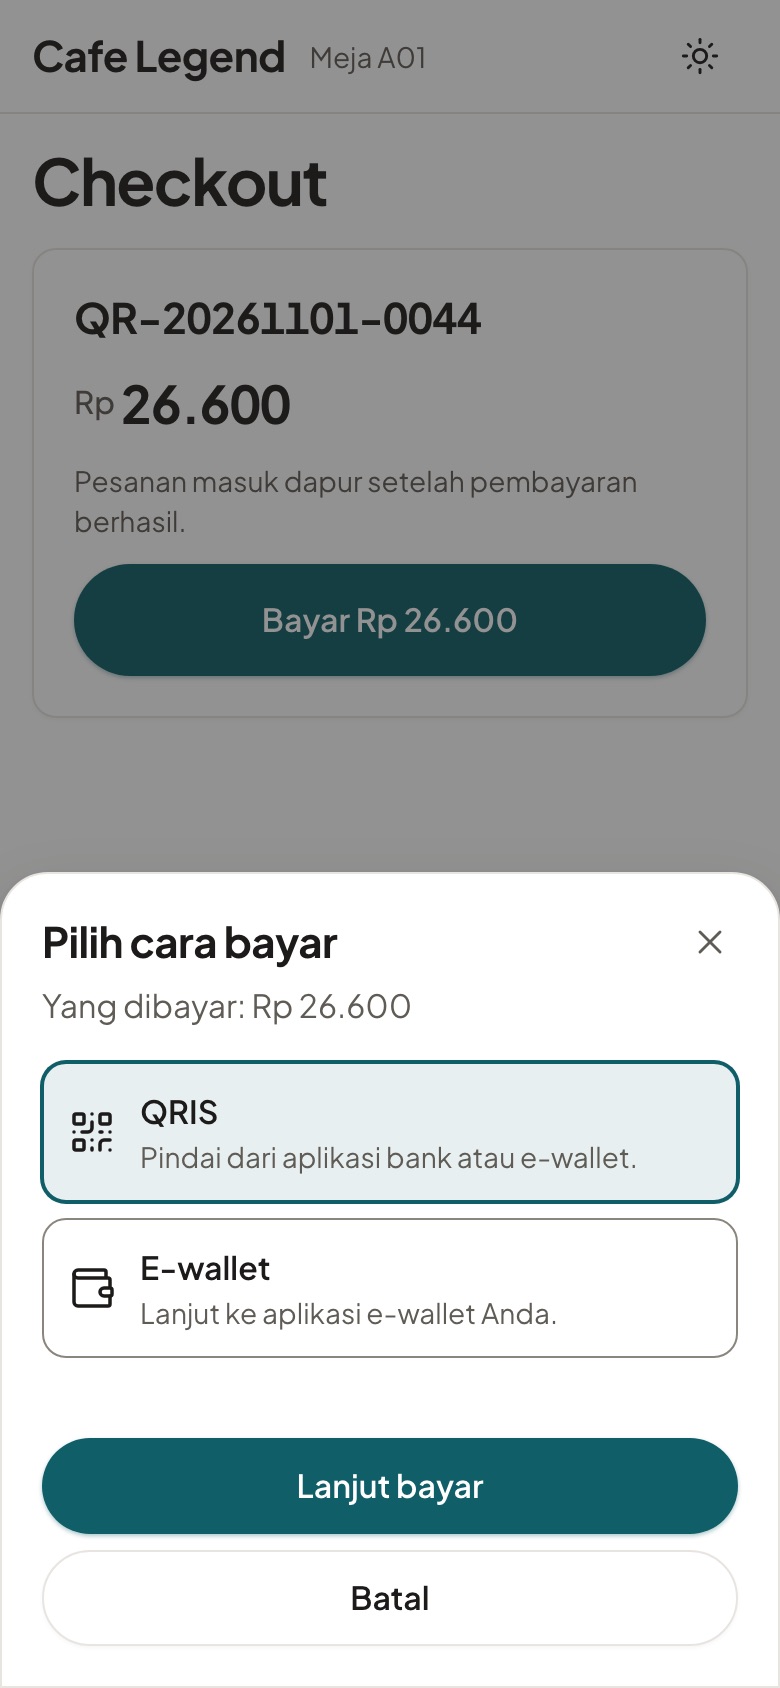 Cafe Legend Meja A01
Checkout
QR-20261101-0044
Rp 26.600
Pesanan masuk dapur setelah pembayaran
berhasil.
Bayar Rp 26.600
Pilih cara bayar
Yang dibayar: Rp 26.600
QRIS
Pindai dari aplikasi bank atau e-wallet.
E-wallet
Lanjut ke aplikasi e-wallet Anda.
Lanjut bayar
Batal